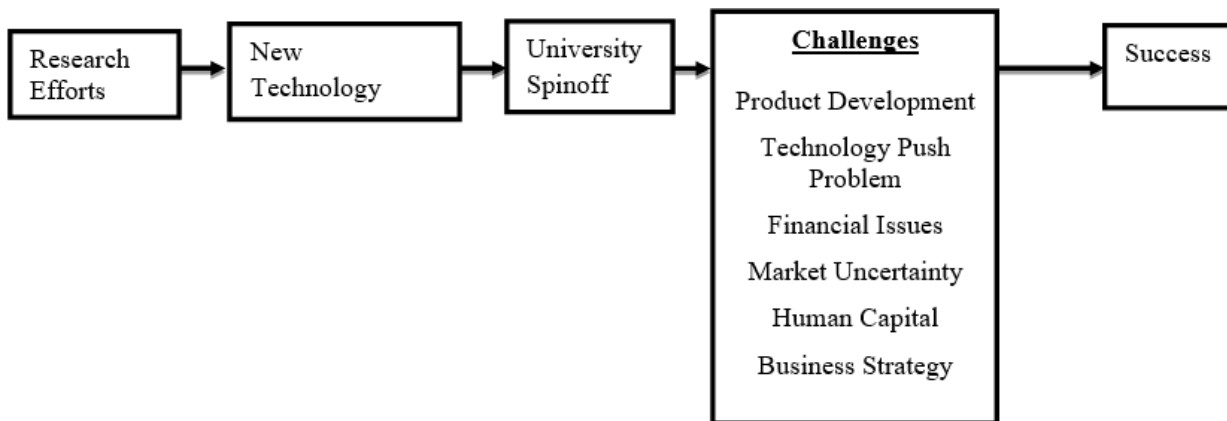 Research
Efforts
New
Technology
University
Spinoff
Challenges
Product Development
Technology Push
Problem
Financial Issues
Market Uncertainty
Human Capital
Business Strategy
Success